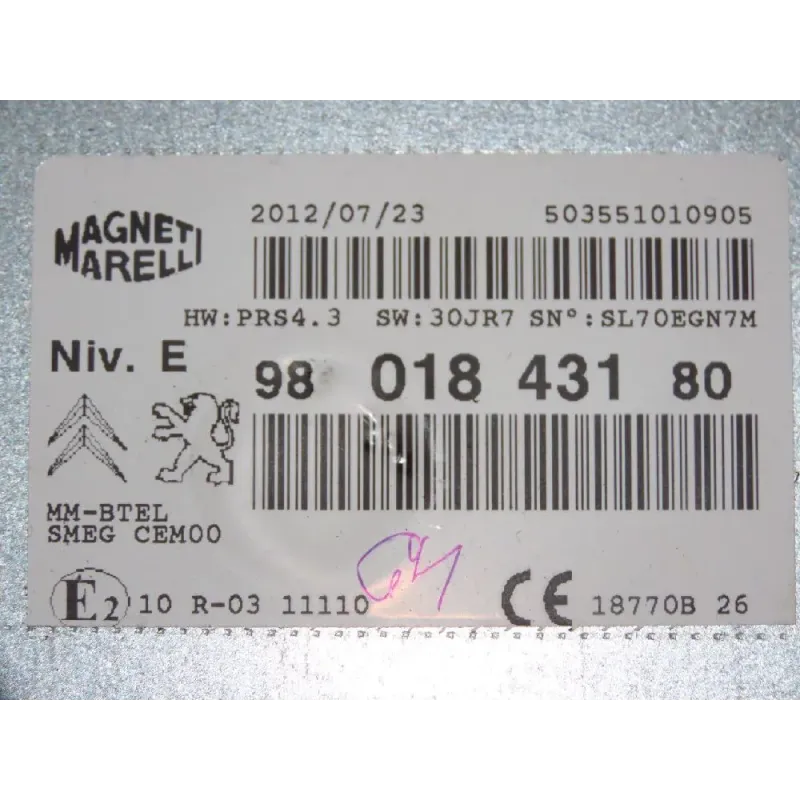 MAGNETI
MARELLI
2012/07/23 503551010905
HW:PRS4.3 SW:30JR7 SN°:SL70EGN7M
Niv. E
98 018 431 80
MM-BTEL
SMEG CEM00
E2 10 R-03 11110 CE 18770B 26